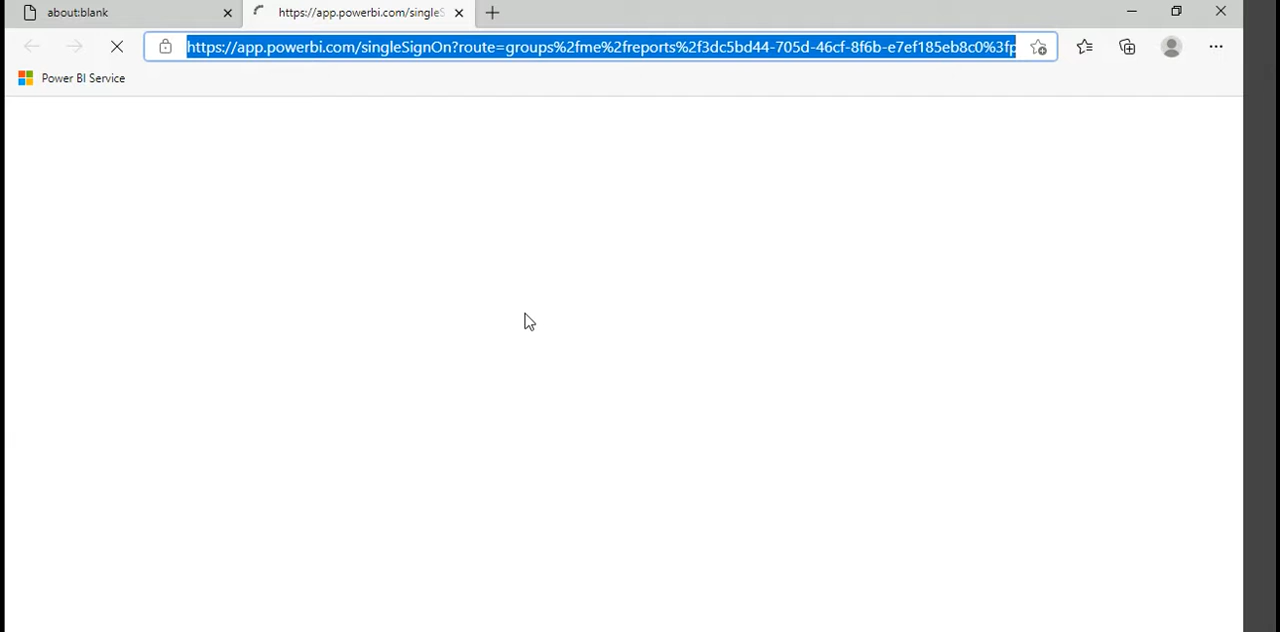 about:blank
https://app.powerbi.com/singleS
https://app.powerbi.com/singleSignOn?route=groups%2fme%2freports%2f3dc5bd44-705d-46cf-8f6b-e7ef185eb8c0%3fp
Power BI Service